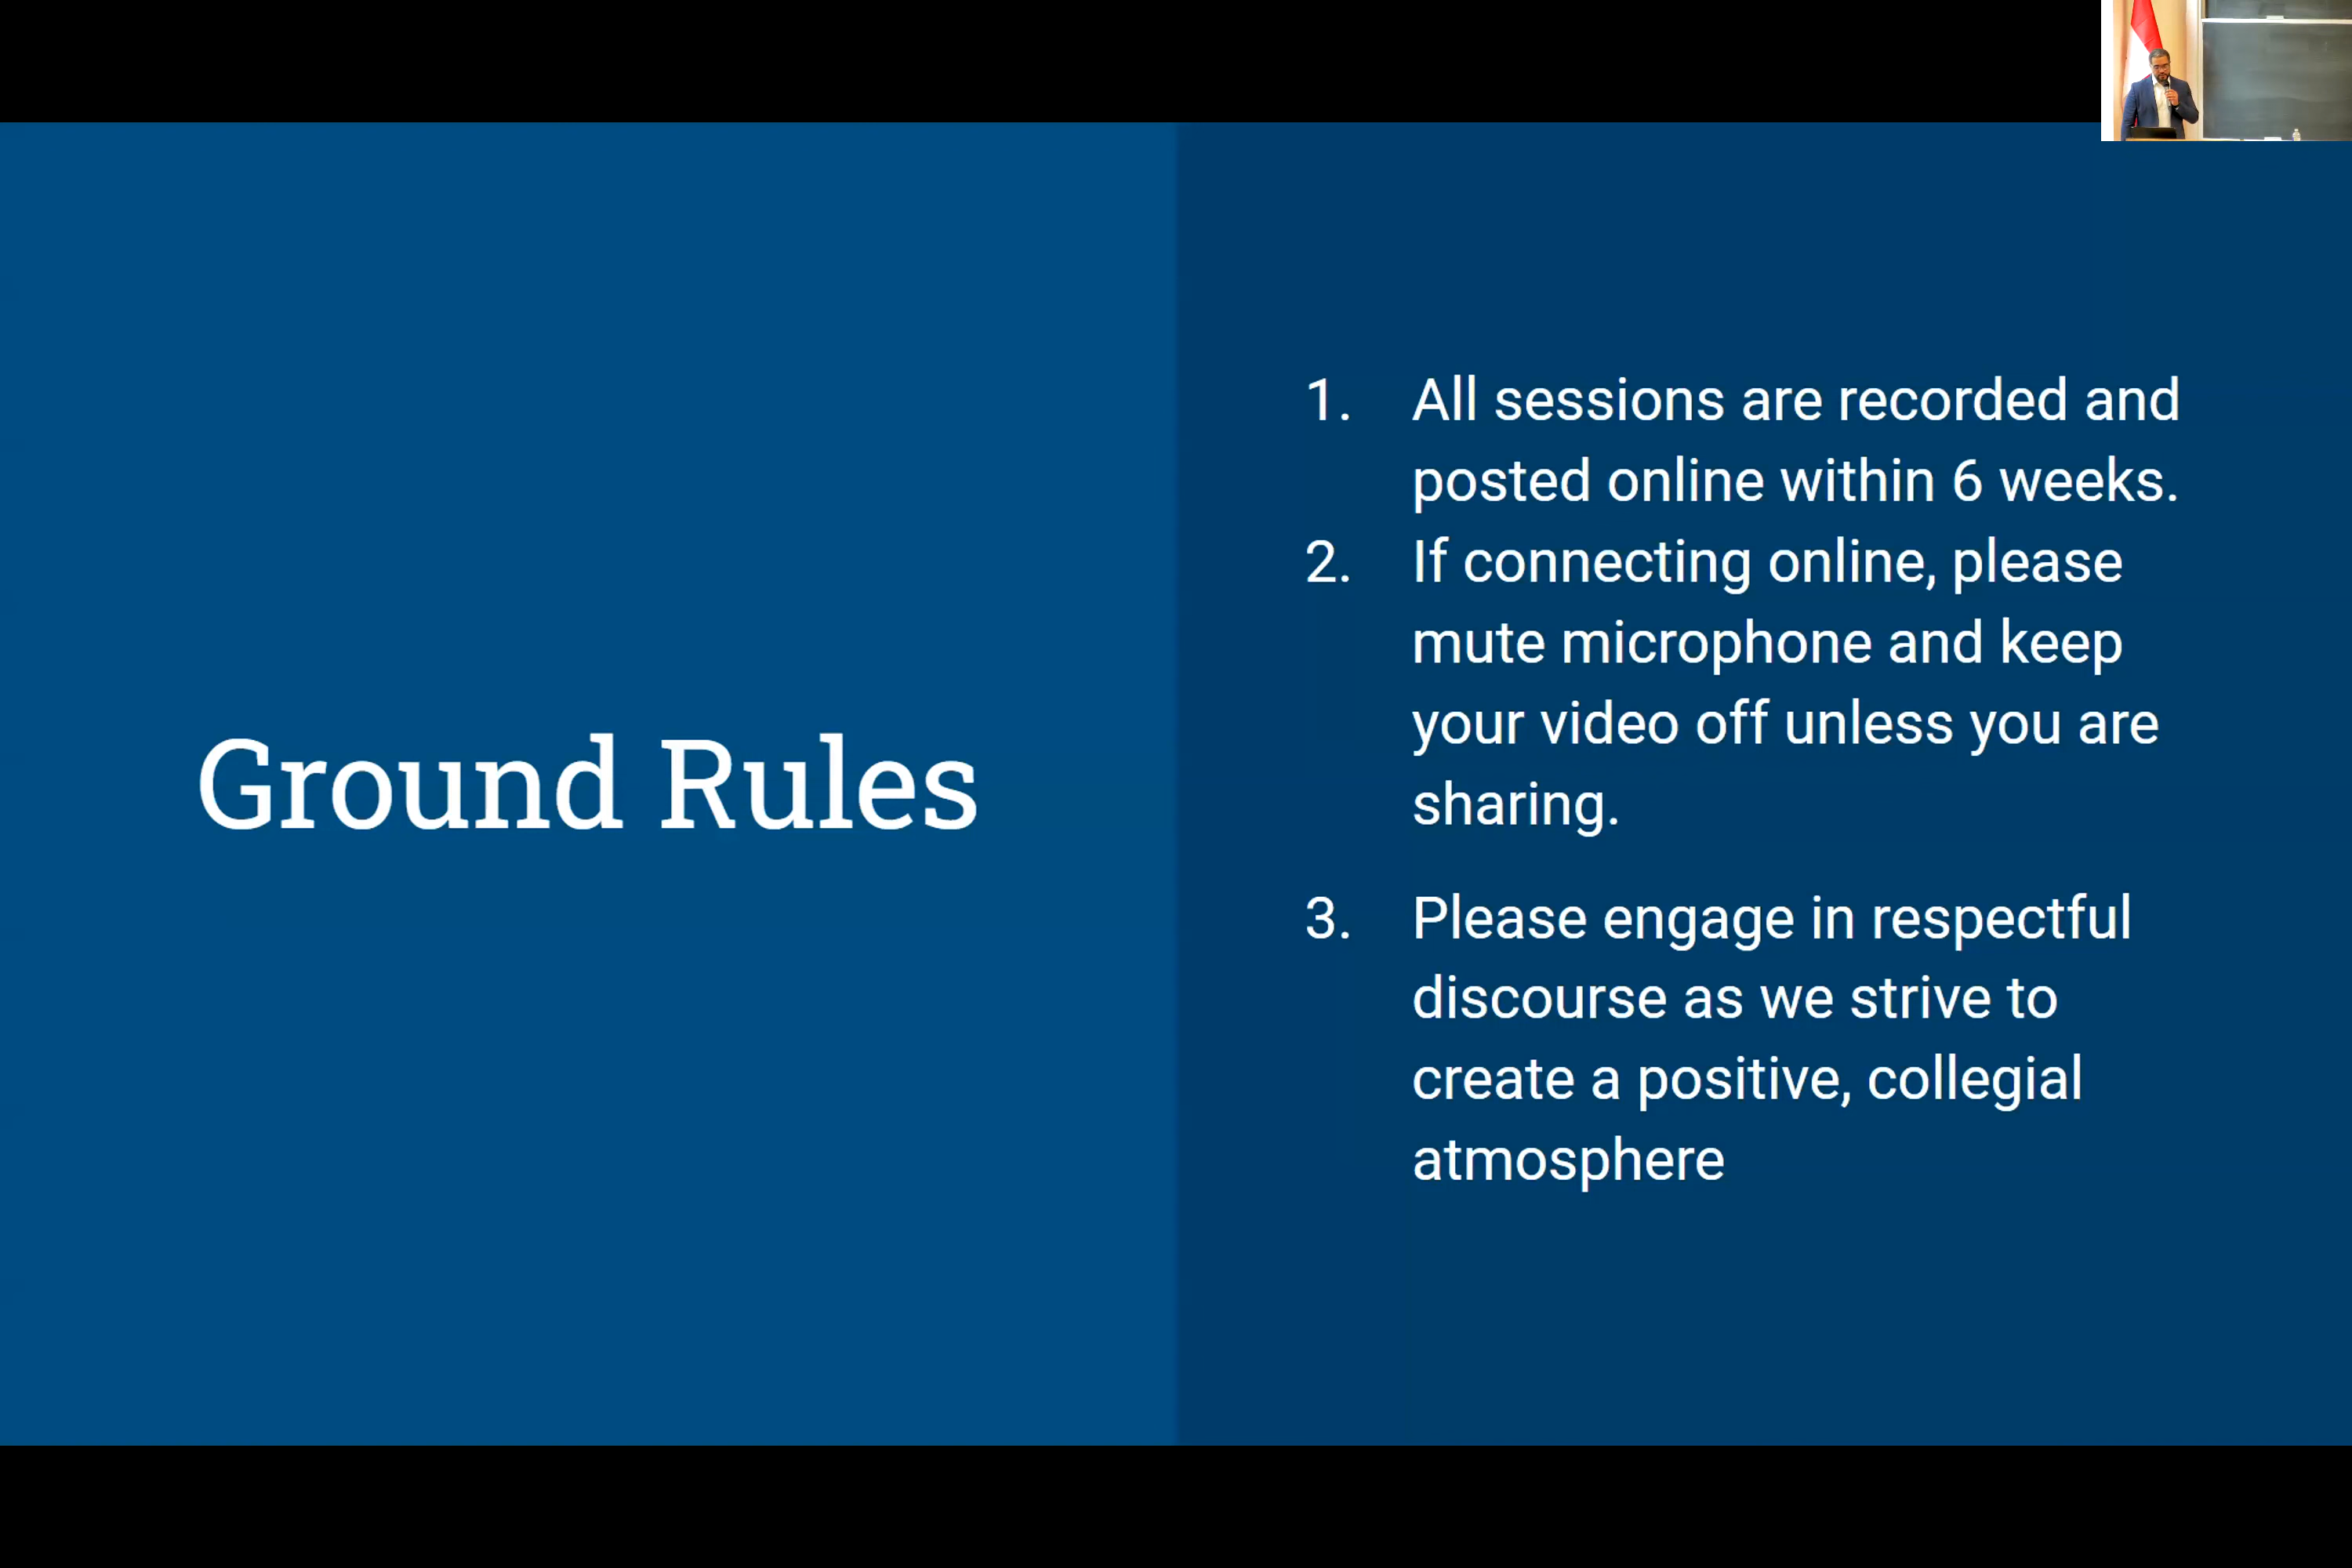 Ground Rules
1. All sessions are recorded and
posted online within 6 weeks.
2. If connecting online, please
mute microphone and keep
your video off unless you are
sharing.
3. Please engage in respectful
discourse as we strive to
create a positive, collegial
atmosphere